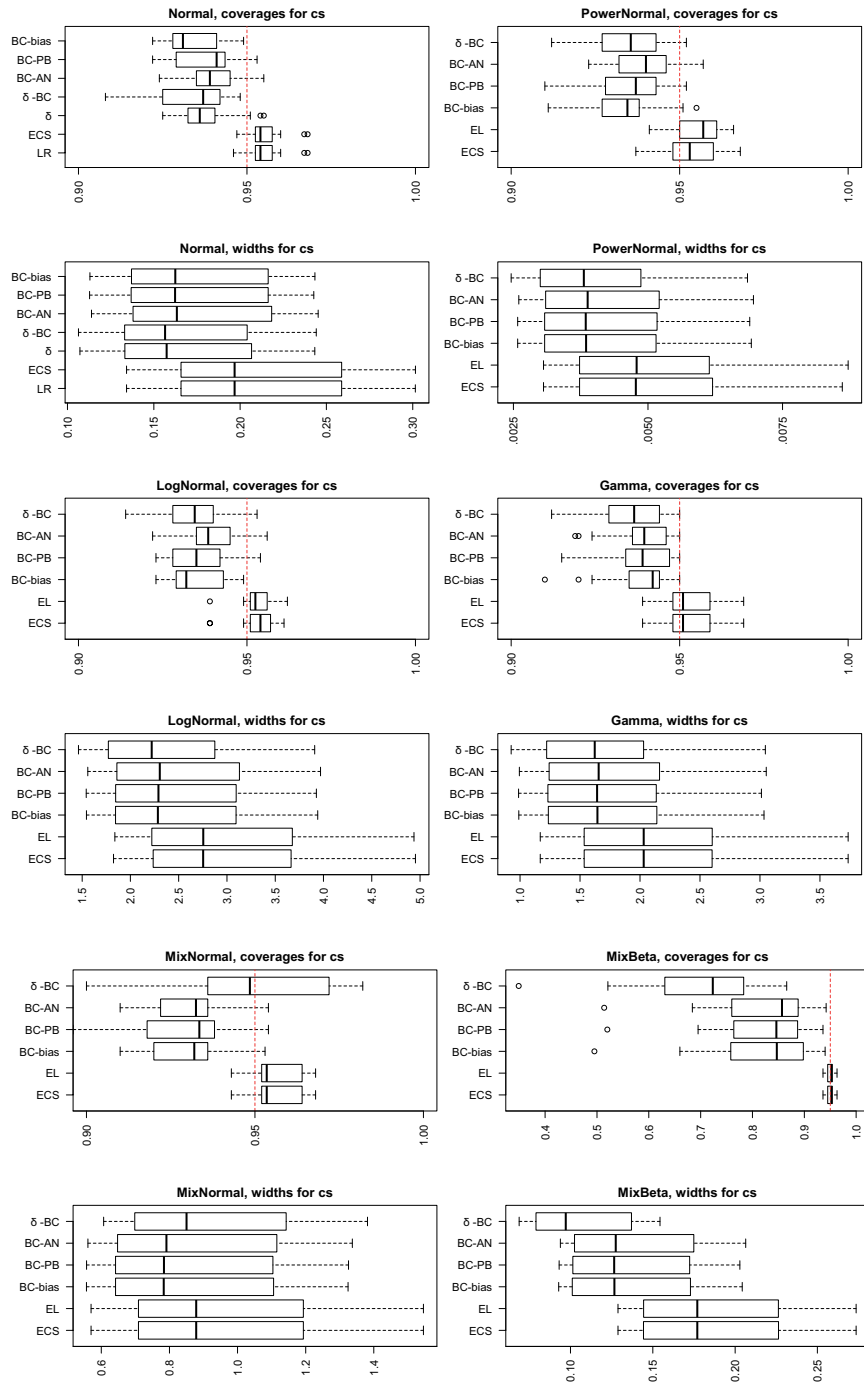 Normal, coverages for cs
BC-bias
BC-PB
BC-AN
δ -BC
δ
ECS
LR
0.90
0.95
1.00
PowerNormal, coverages for cs
δ -BC
BC-AN
BC-PB
BC-bias
EL
ECS
0.90
0.95
1.00
Normal, widths for cs
BC-bias
BC-PB
BC-AN
δ -BC
δ
ECS
LR
0.10
0.15
0.20
0.25
0.30
PowerNormal, widths for cs
δ -BC
BC-AN
BC-PB
BC-bias
EL
ECS
.0025
.0050
.0075
LogNormal, coverages for cs
δ -BC
BC-AN
BC-PB
BC-bias
EL
ECS
0.90
0.95
1.00
Gamma, coverages for cs
δ -BC
BC-AN
BC-PB
BC-bias
EL
ECS
0.90
0.95
1.00
LogNormal, widths for cs
δ -BC
BC-AN
BC-PB
BC-bias
EL
ECS
1.5
2.0
2.5
3.0
3.5
4.0
4.5
5.0
Gamma, widths for cs
δ -BC
BC-AN
BC-PB
BC-bias
EL
ECS
1.0
1.5
2.0
2.5
3.0
3.5
MixNormal, coverages for cs
δ -BC
BC-AN
BC-PB
BC-bias
EL
ECS
0.90
0.95
1.00
MixBeta, coverages for cs
δ -BC
BC-AN
BC-PB
BC-bias
EL
ECS
0.4
0.5
0.6
0.7
0.8
0.9
1.0
MixNormal, widths for cs
δ -BC
BC-AN
BC-PB
BC-bias
EL
ECS
0.6
0.8
1.0
1.2
1.4
MixBeta, widths for cs
δ -BC
BC-AN
BC-PB
BC-bias
EL
ECS
0.10
0.15
0.20
0.25